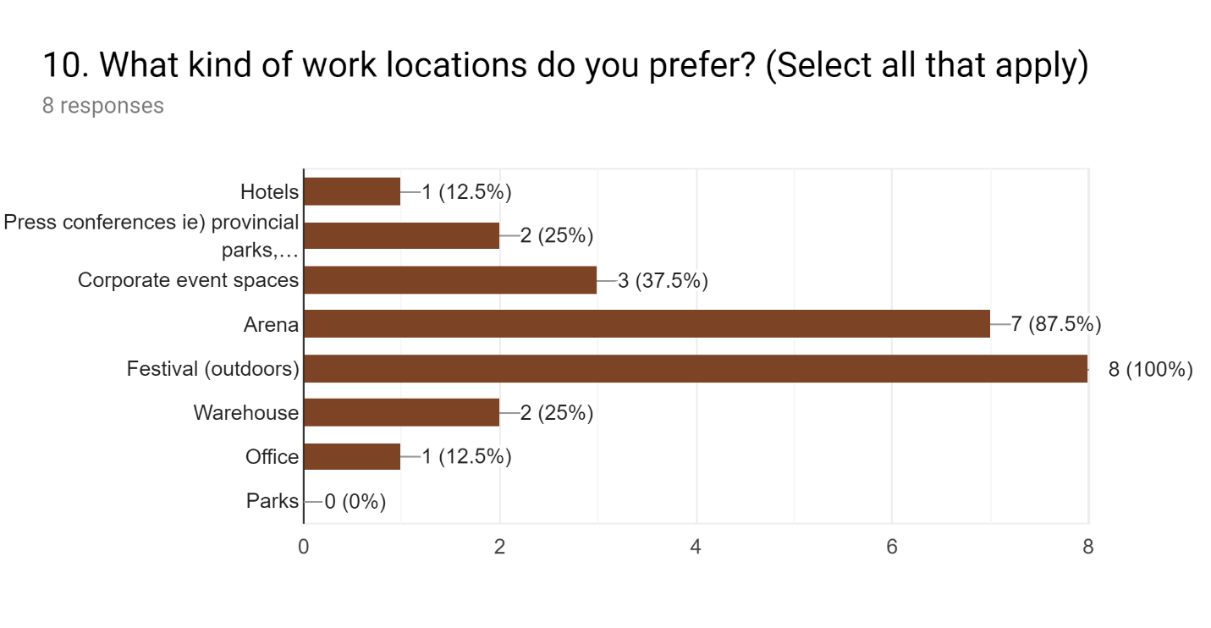 10. What kind of work locations do you prefer? (Select all that apply)
8 responses
Hotels
1 (12.5%)
Press conferences ie) provincial
parks,…
2 (25%)
Corporate event spaces
3 (37.5%)
Arena
7 (87.5%)
Festival (outdoors)
8 (100%)
Warehouse
2 (25%)
Office
1 (12.5%)
Parks
0 (0%)
0
2
4
6
8